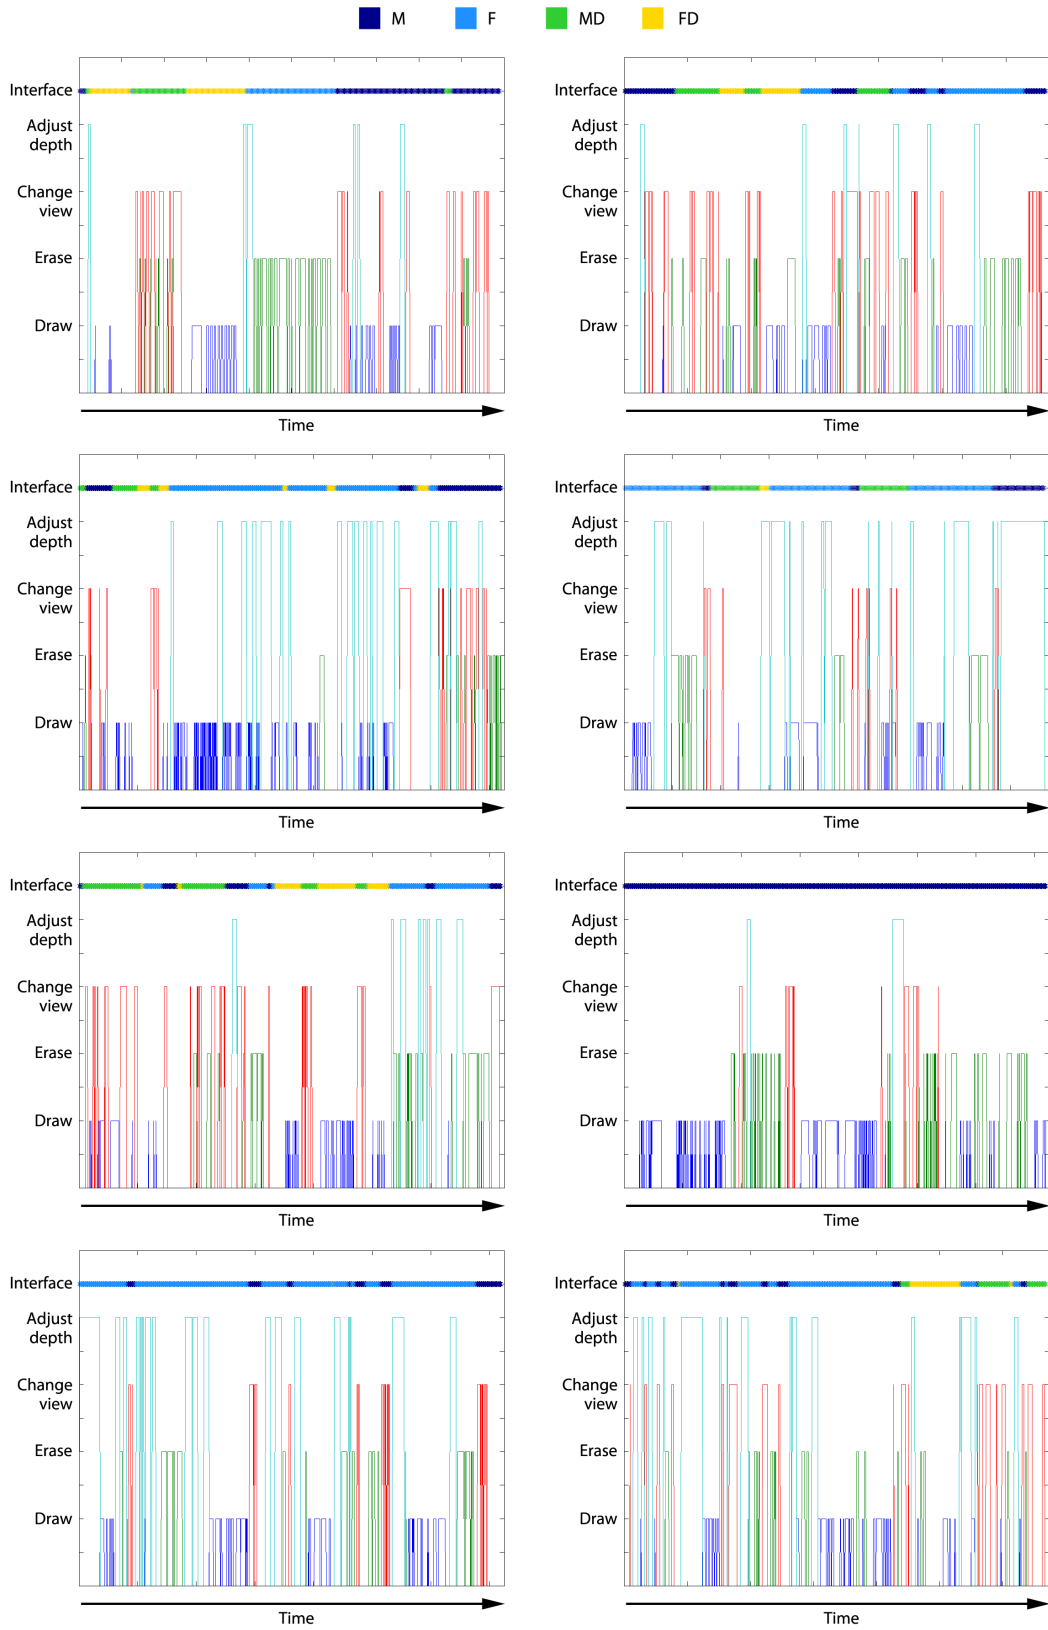 M F MD FD
Interface
Adjust
depth
Change
view
Erase
Draw
Time
Interface
Adjust
depth
Change
view
Erase
Draw
Time
Interface
Adjust
depth
Change
view
Erase
Draw
Time
Interface
Adjust
depth
Change
view
Erase
Draw
Time
Interface
Adjust
depth
Change
view
Erase
Draw
Time
Interface
Adjust
depth
Change
view
Erase
Draw
Time
Interface
Adjust
depth
Change
view
Erase
Draw
Time
Interface
Adjust
depth
Change
view
Erase
Draw
Time